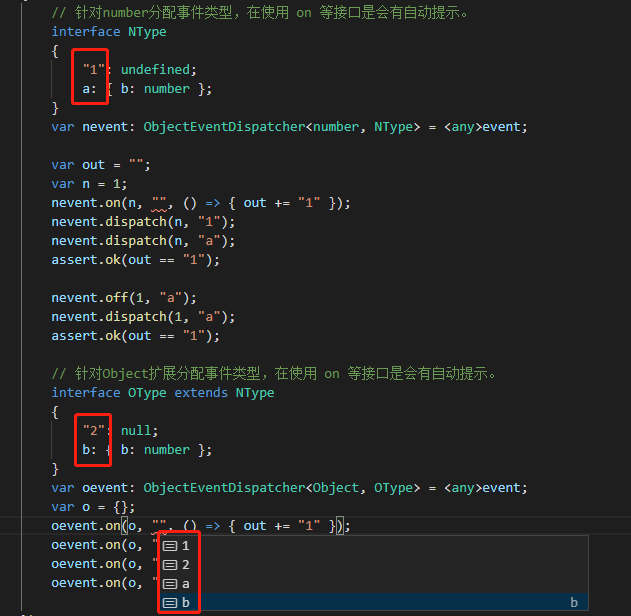 // 针对number分配事件类型，在使用 on 等接口是会有自动提示。
interface NType
{
"1": undefined;
a: { b: number };
}
var nevent: ObjectEventDispatcher<number, NType> = <any>event;
var out = "";
var n = 1;
nevent.on(n, "", () => { out += "1" });
nevent.dispatch(n, "1");
nevent.dispatch(n, "a");
assert.ok(out == "1");
nevent.off(1, "a");
nevent.dispatch(1, "a");
assert.ok(out == "1");
// 针对Object扩展分配事件类型，在使用 on 等接口是会有自动提示。
interface OType extends NType
{
"2": null;
b: { b: number };
}
var oevent: ObjectEventDispatcher<Object, OType> = <any>event;
var o = {};
oevent.on(o, "", () => { out += "1" });
oevent.on(o, "
oevent.on(o, "
oevent.on(o, "
1
2
a
b b